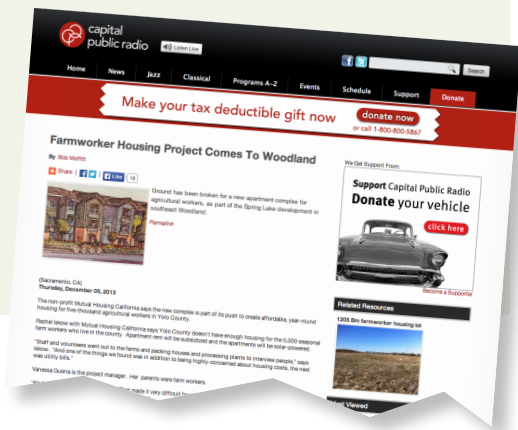 capital
public radio
Listen Live
Search
Home News Jazz Classical Programs A-Z Events Schedule Support Donate
Make your tax deductible gift now
donate now
or call 1-800-800-5867
Farmworker Housing Project Comes To Woodland
By Bob Moffitt
Share | Like
Ground has been broken for a new apartment complex for
agricultural workers, as part of the Spring Lake development in
southeast Woodland.
Permalink
(Sacramento, CA)
Thursday, December 05, 2013
The non-profit Mutual Housing California says the new complex is part of its push to create affordable, year-round
housing for five-thousand agricultural workers in Yolo County.
Rachel Iskow with Mutual Housing California says Yolo County doesn't have enough housing for the 5,000 seasonal
farm workers who live in the county. Apartment rent will be subsidized and the apartments will be solar-powered.
"Staff and volunteers went out to the farms and packing houses and processing plants to interview people," says
Iskow. "And one of the things we found was in addition to being highly-concerned about housing costs, the next
was utility bills."
Vanessa Guerra is the project manager. Her parents were farm workers.
that made it very difficult
We Get Support From:
Support Capital Public Radio
Donate your vehicle
click here
Become a Supporter
Related Resources
1205 Bm farmworker housing lot
Viewed